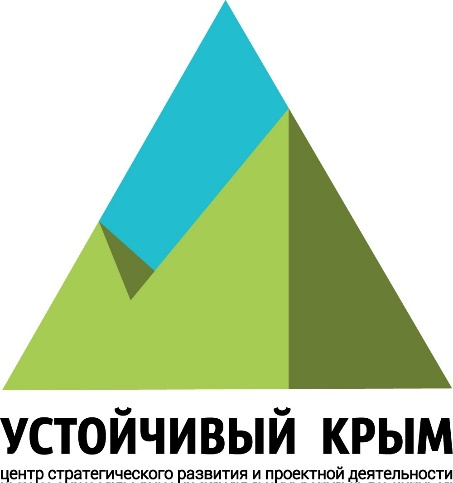 УСТОЙЧИВЫЙ КРЫМ
центр стратегического развития и проектной деятельности